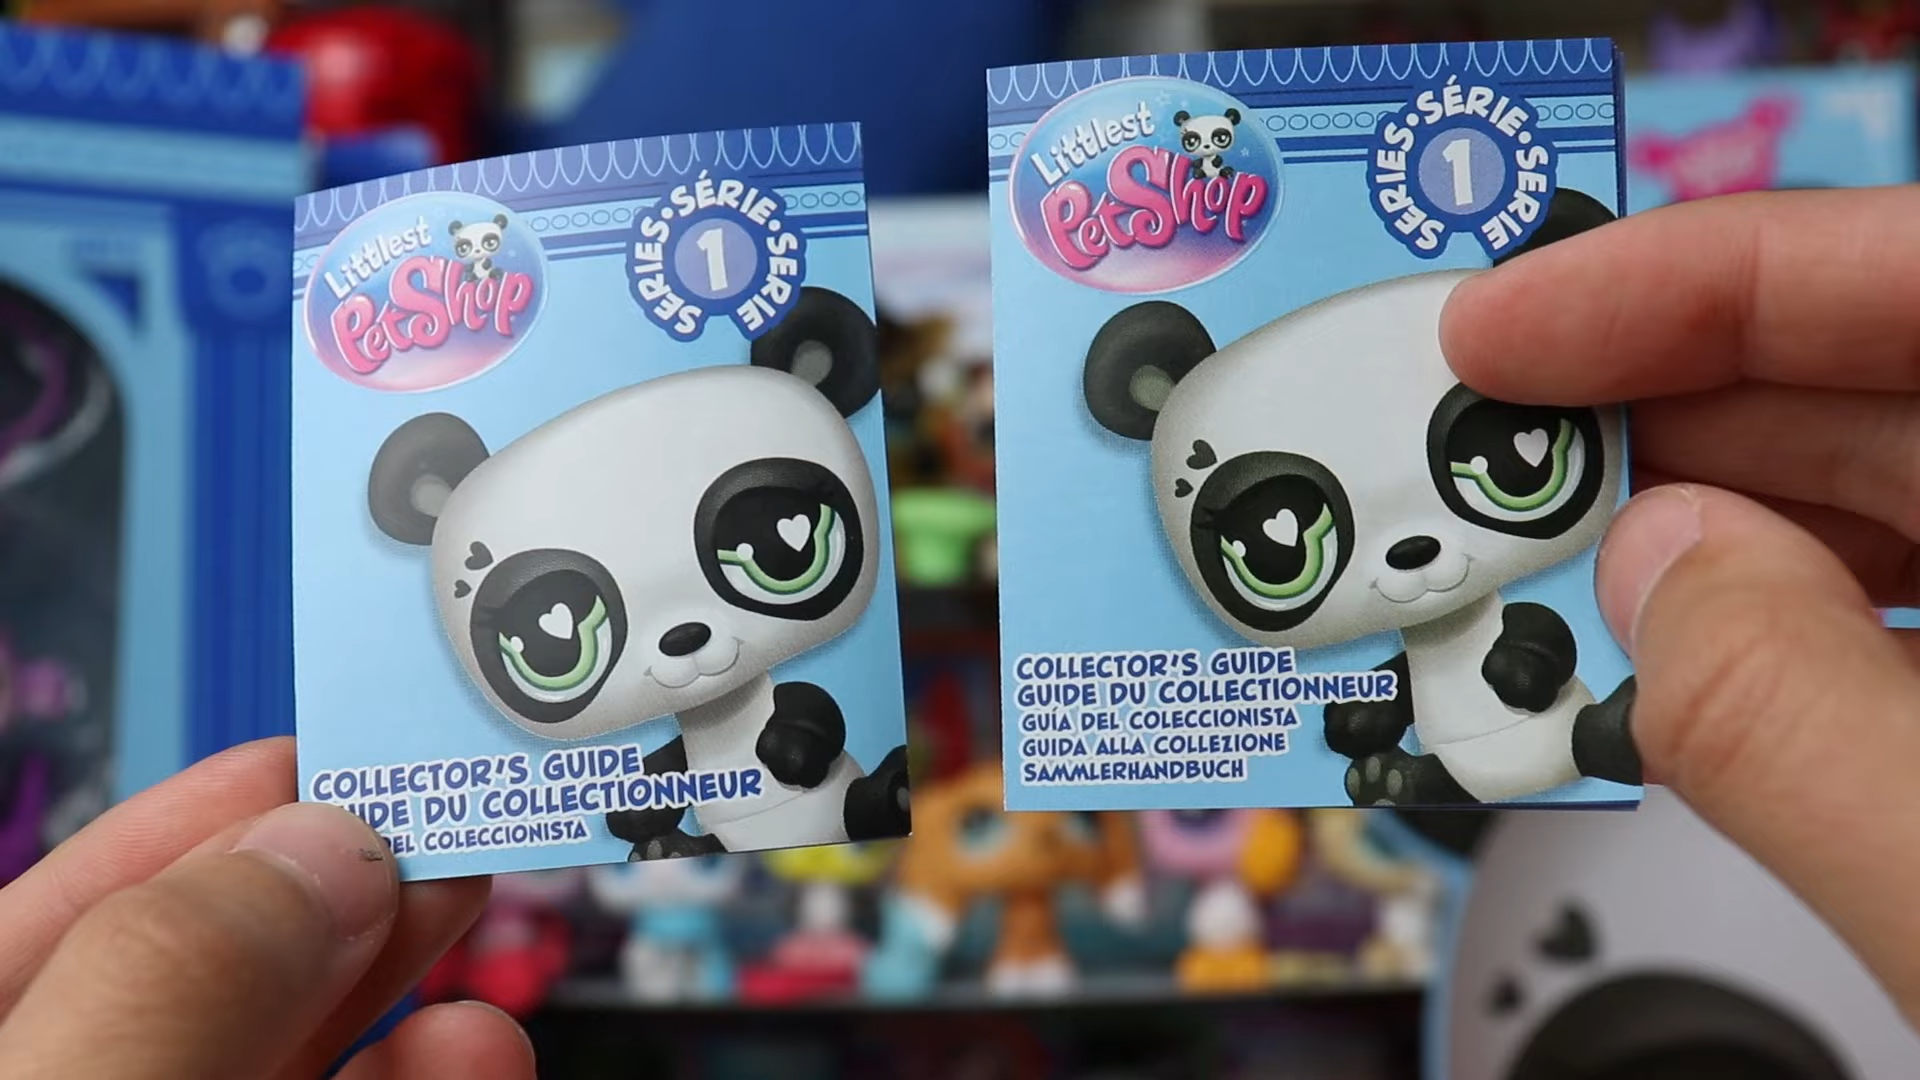 Littlest
PetShop
SERIES • SÉRIE • SERIE
1
COLLECTOR'S GUIDE
DU COLLECTIONNEUR
DEL COLECCIONISTA
Littlest
PetShop
SERIES • SÉRIE • SERIE
1
COLLECTOR'S GUIDE
GUIDE DU COLLECTIONNEUR
GUÍA DEL COLECCIONISTA
GUIDA ALLA COLLEZIONE
SAMMLERHANDBUCH